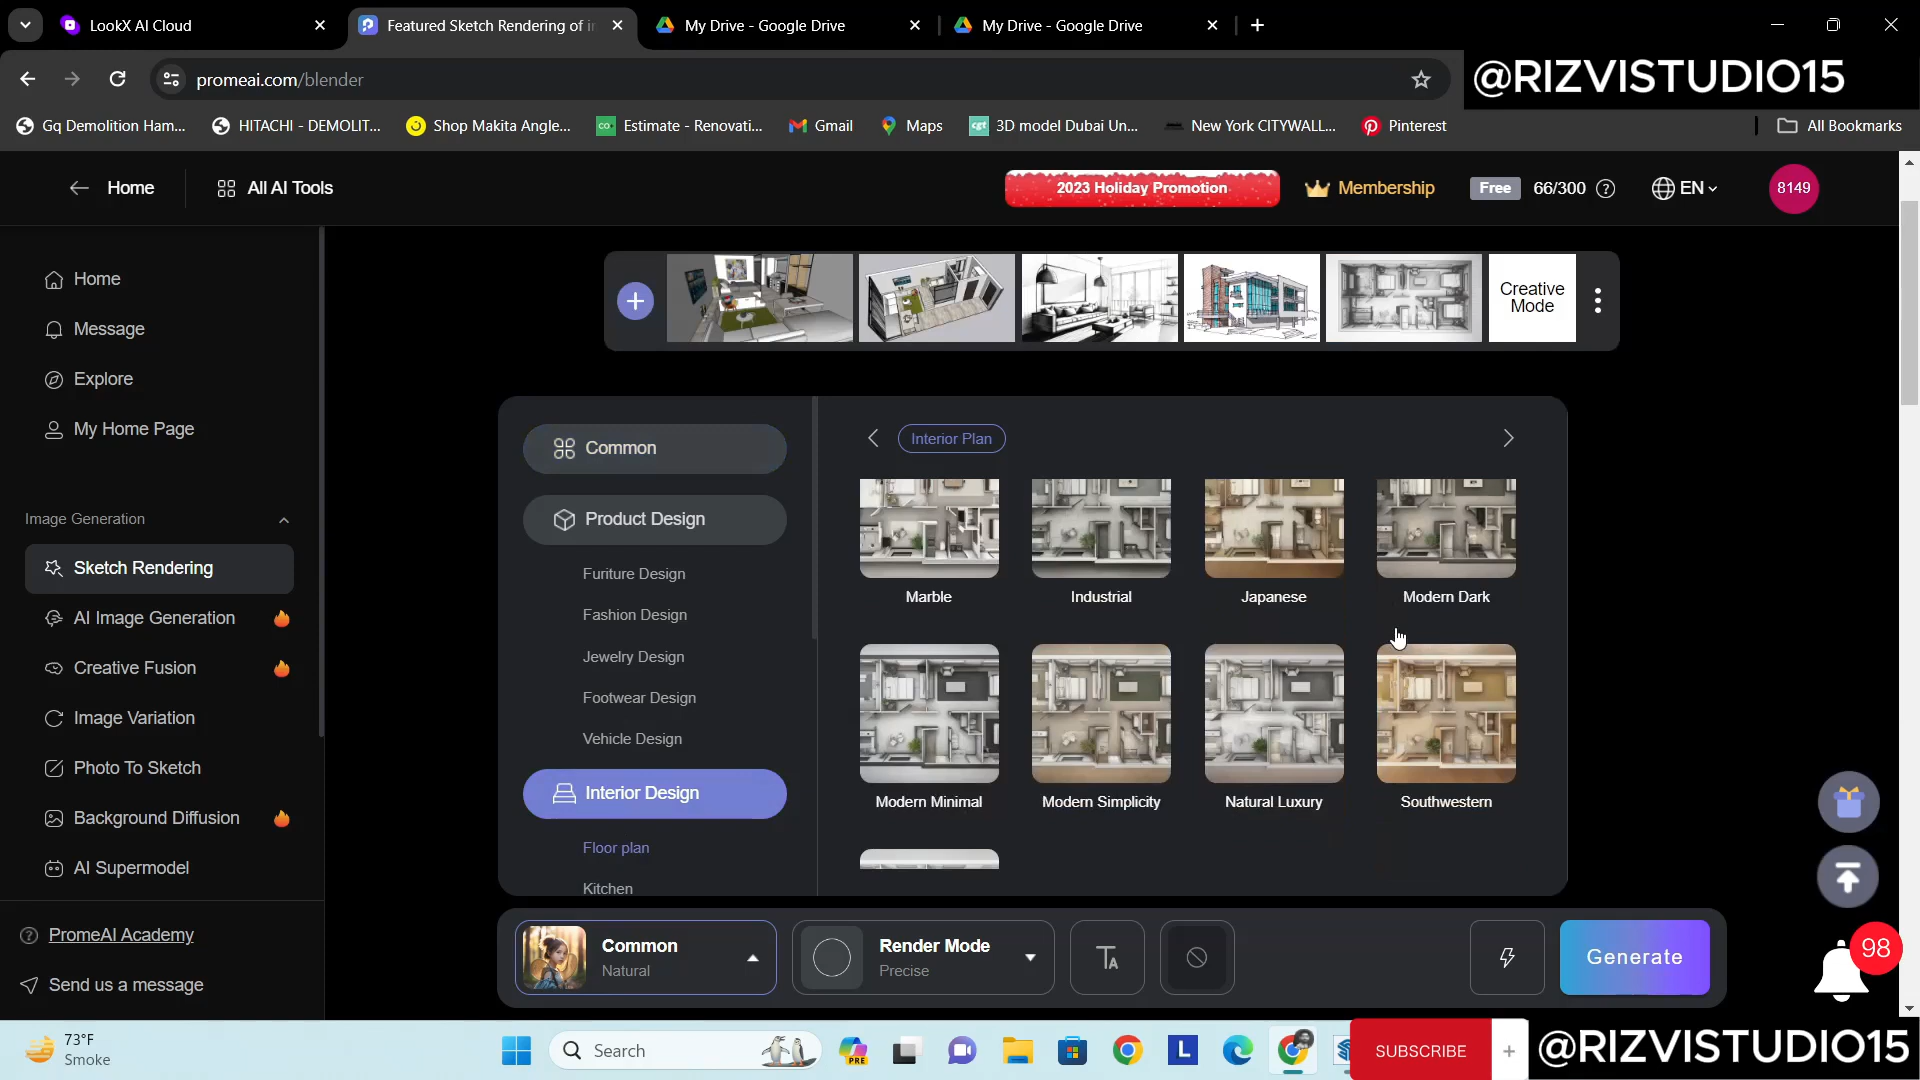 LookX AI Cloud
Featured Sketch Rendering of in
My Drive - Google Drive
My Drive - Google Drive
promeai.com/blender
@RIZVISTUDIO15
Gq Demolition Ham...
HITACHI - DEMOLIT...
Shop Makita Angle...
Estimate - Renovati...
Gmail
Maps
3D model Dubai Un...
New York CITYWALL...
Pinterest
All Bookmarks
Home
All AI Tools
2023 Holiday Promotion
Membership
Free
66/300
EN
8149
Home
Message
Explore
My Home Page
Image Generation
Sketch Rendering
AI Image Generation
Creative Fusion
Image Variation
Photo To Sketch
Background Diffusion
AI Supermodel
PromeAI Academy
Send us a message
Creative
Mode
Common
Product Design
Furiture Design
Fashion Design
Jewelry Design
Footwear Design
Vehicle Design
Interior Design
Floor plan
Kitchen
Interior Plan
Marble
Industrial
Japanese
Modern Dark
Modern Minimal
Modern Simplicity
Natural Luxury
Southwestern
Common
Natural
Render Mode
Precise
Generate
98
73°F
Smoke
Search
PRE
L
SUBSCRIBE
@RIZVISTUDIO15